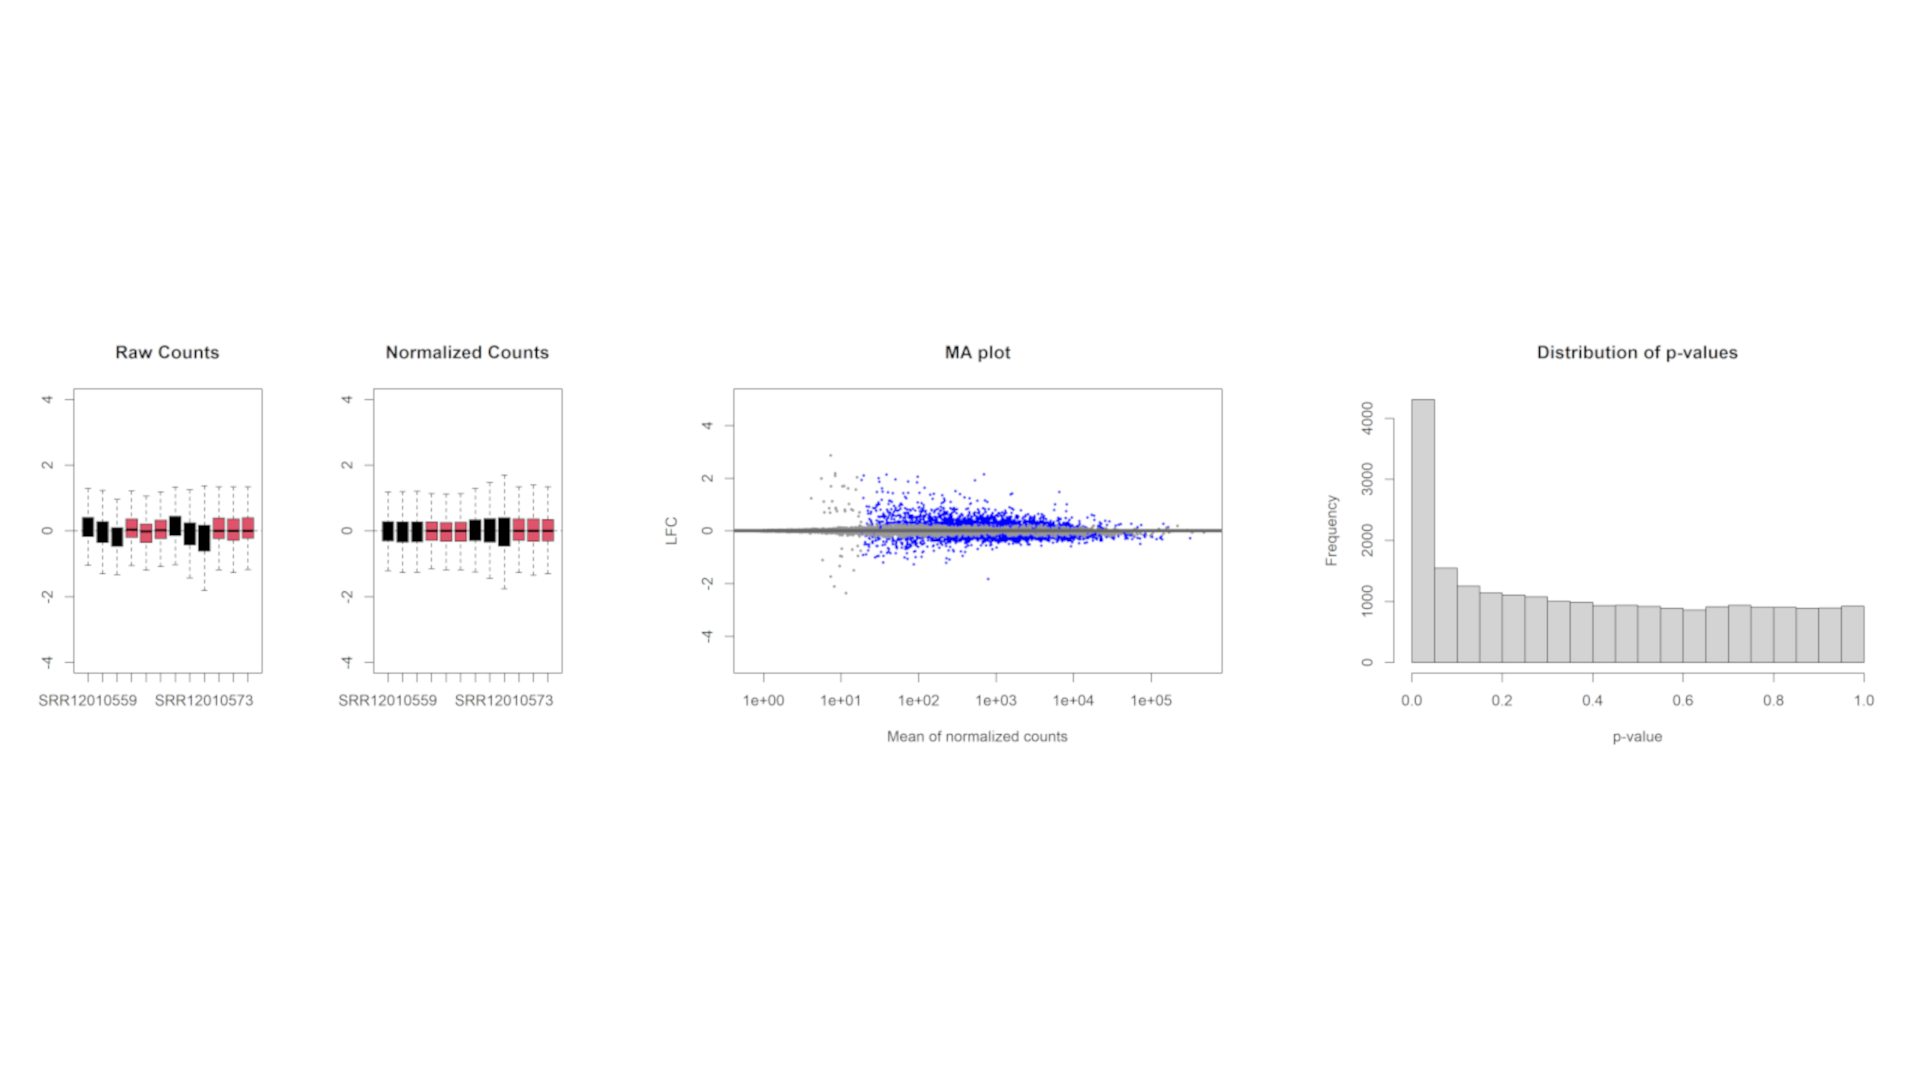 Raw Counts
4
2
0
-2
-4
SRR12010559 SRR12010573
Normalized Counts
4
2
0
-2
-4
SRR12010559 SRR12010573
MA plot
LFC
4
2
0
-2
-4
1e+00 1e+01 1e+02 1e+03 1e+04 1e+05
Mean of normalized counts
Distribution of p-values
Frequency
4000
3000
2000
1000
0
0.0 0.2 0.4 0.6 0.8 1.0
p-value